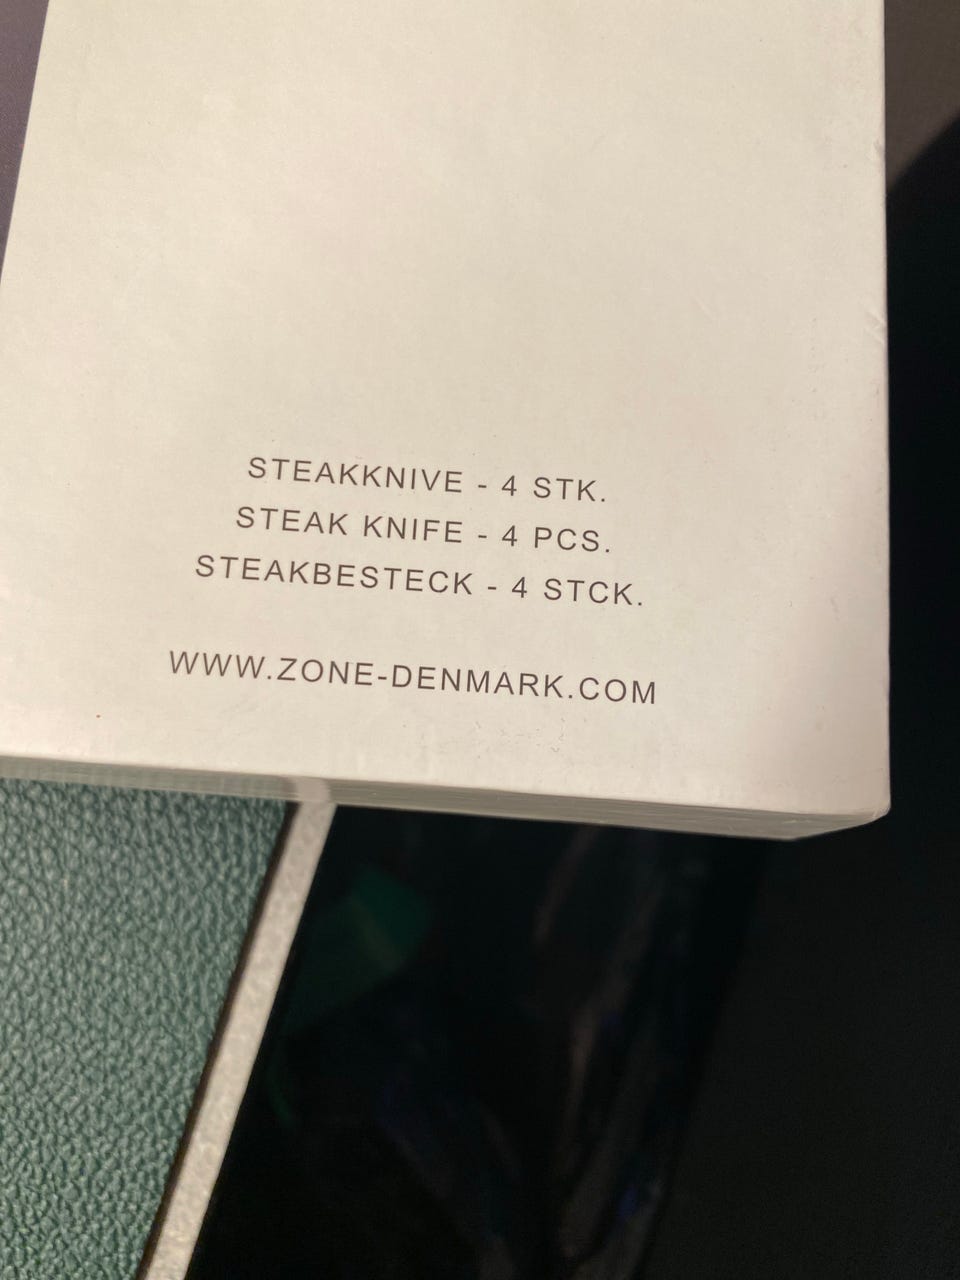 STEAKKNIVE - 4 STK.
STEAK KNIFE - 4 PCS.
STEAKBESTECK - 4 STCK.
WWW.ZONE-DENMARK.COM